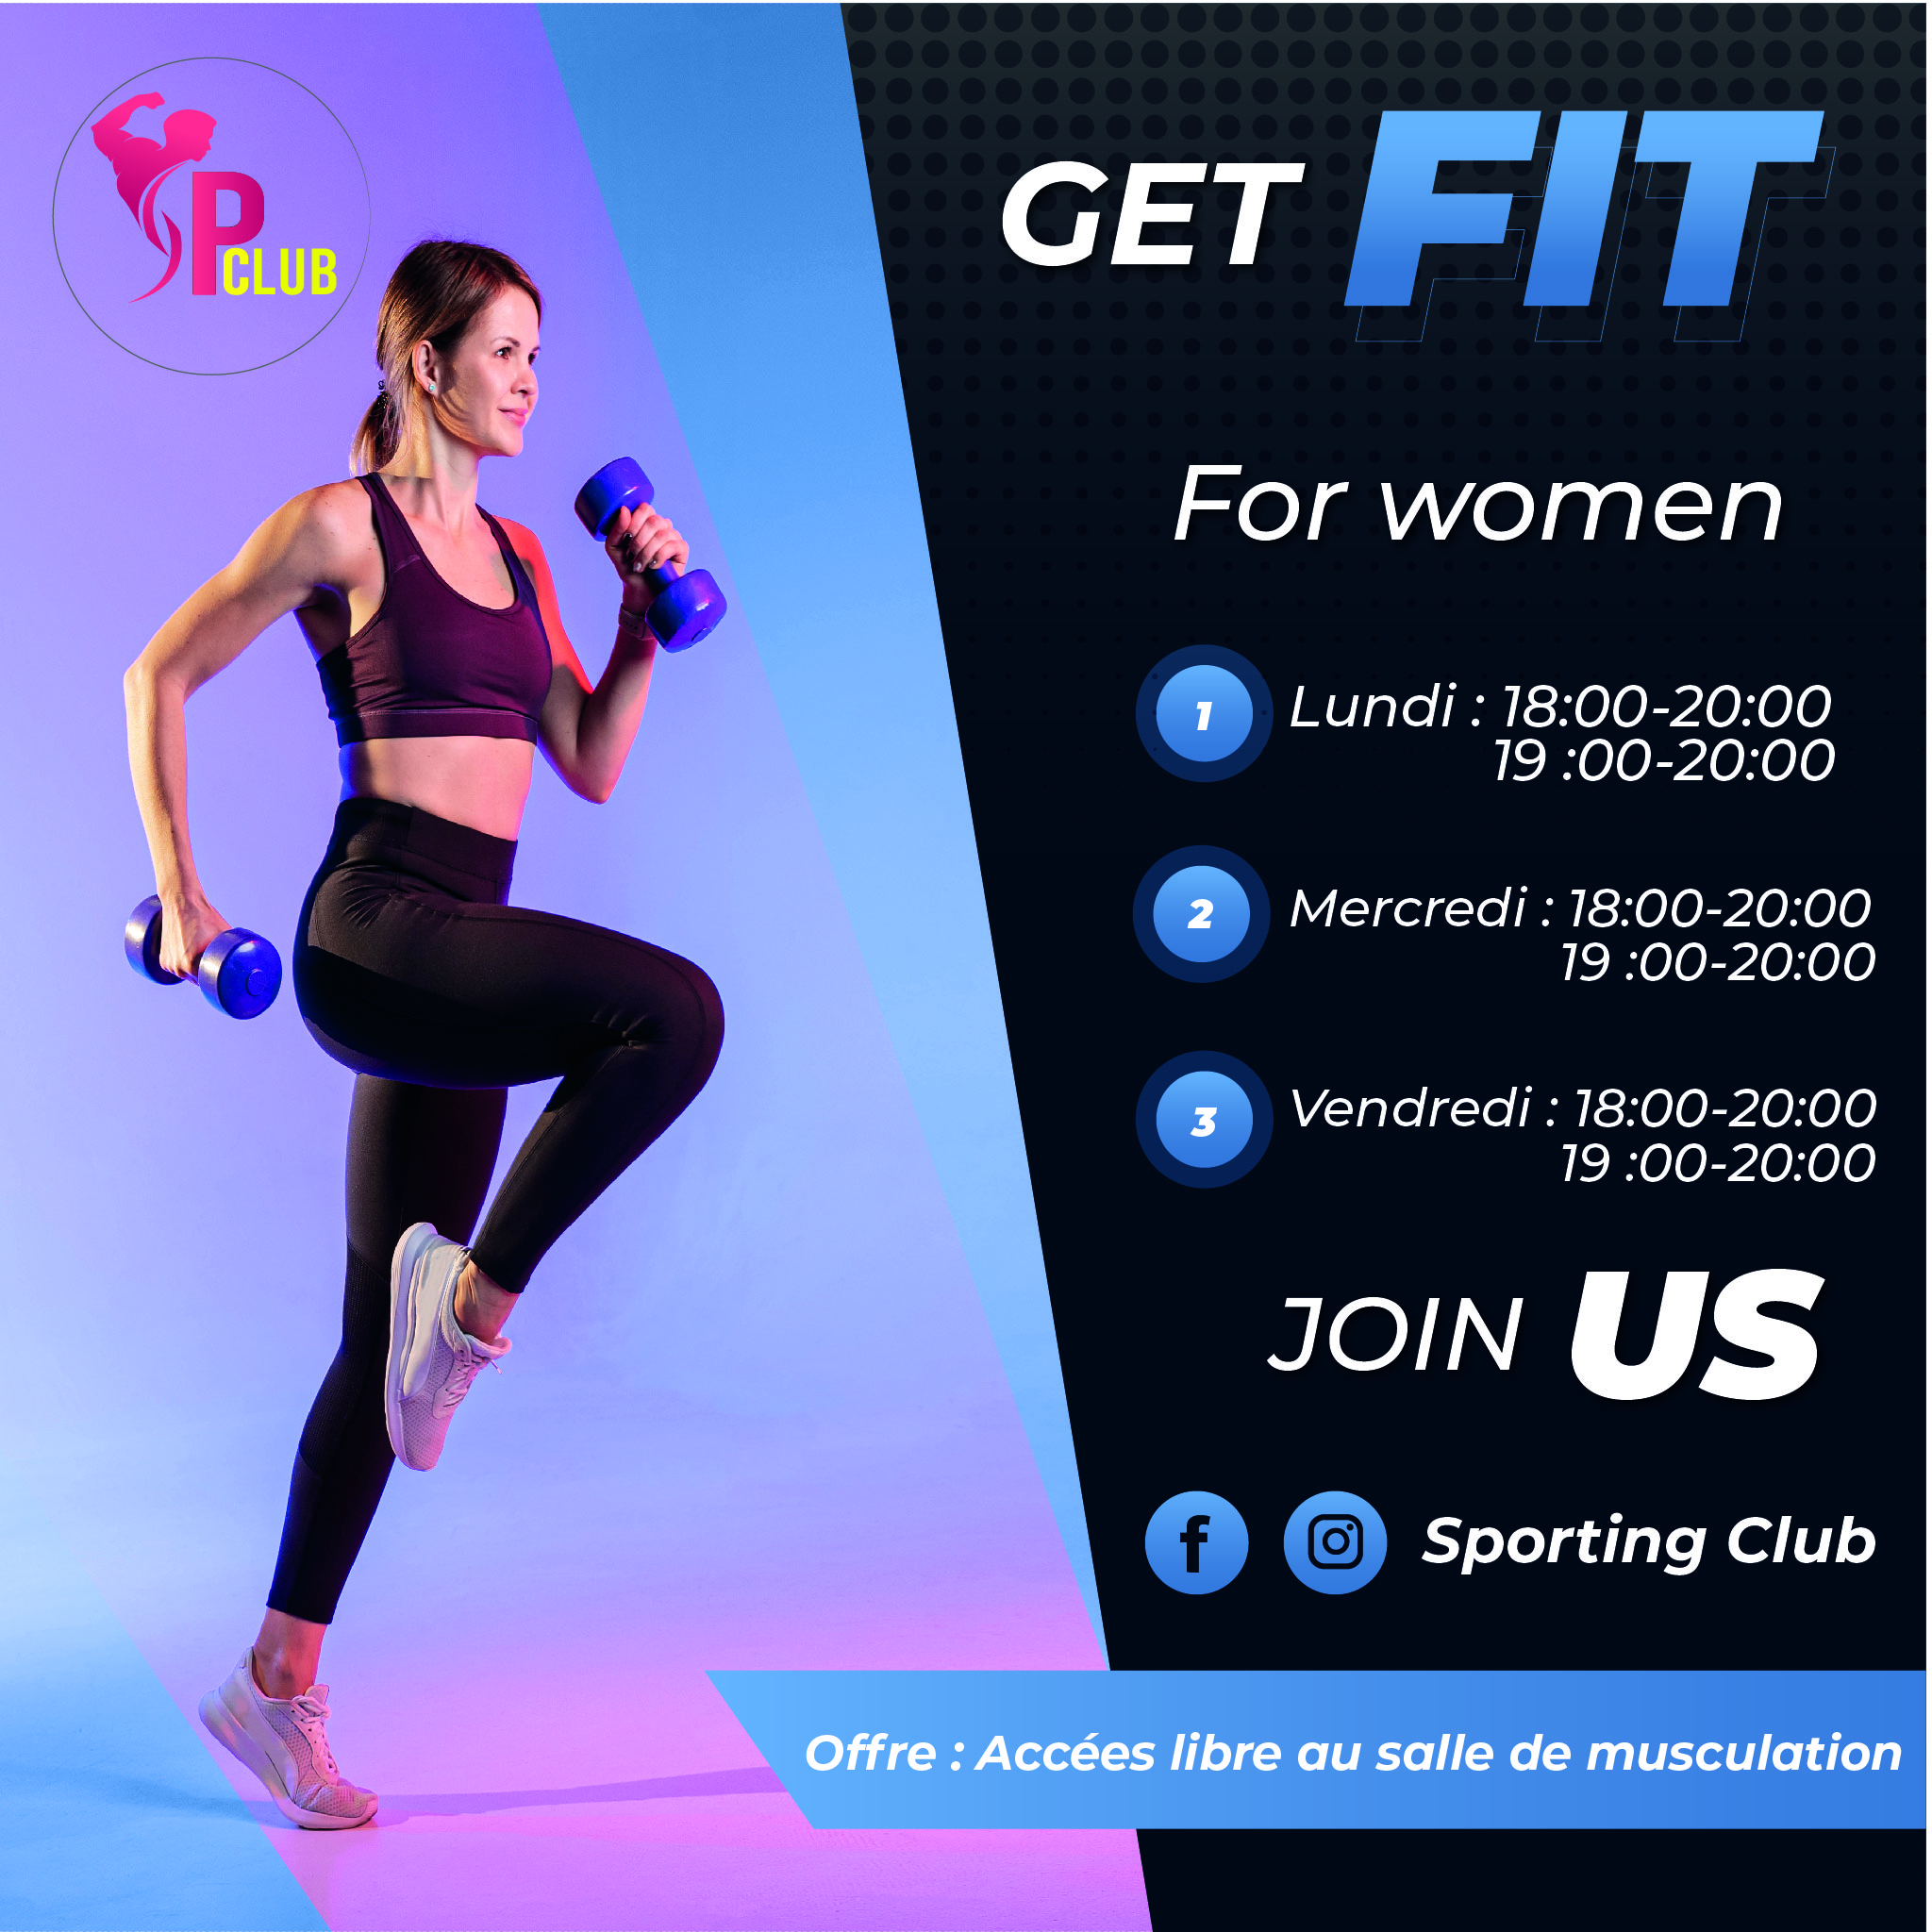 P
CLUB
GET FIT
For women
1 Lundi : 18:00-20:00
19 :00-20:00
2 Mercredi : 18:00-20:00
19 :00-20:00
3 Vendredi : 18:00-20:00
19 :00-20:00
JOIN US
f Sporting Club
Offre : Accées libre au salle de musculation